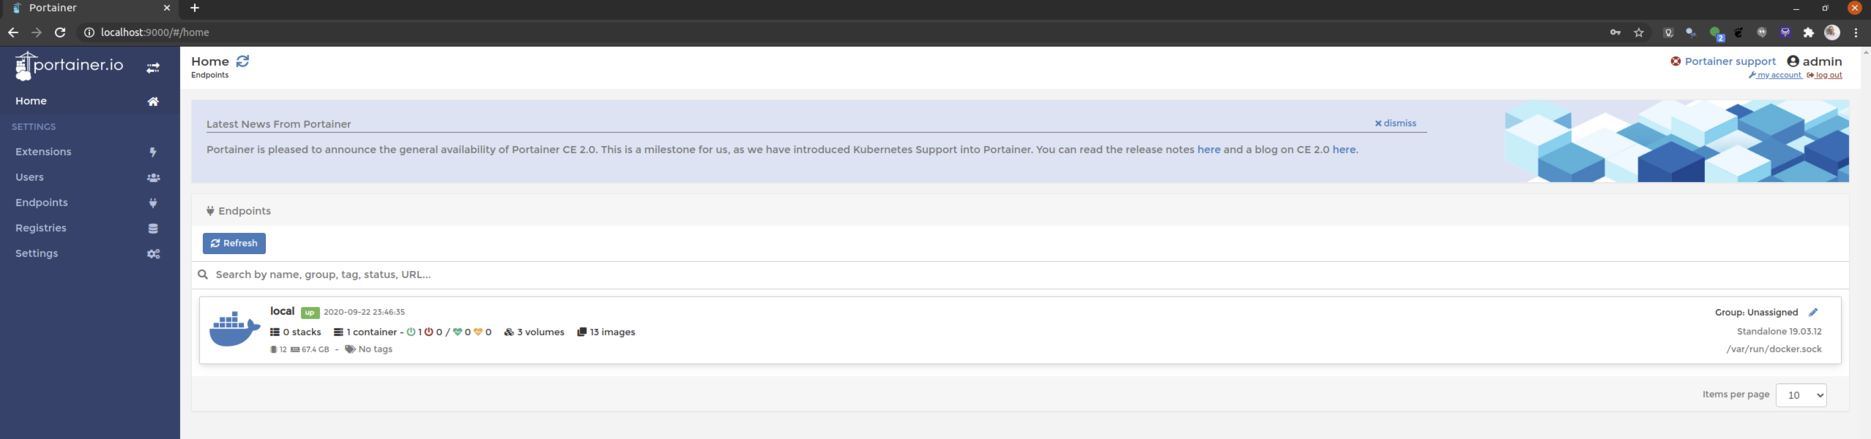 Portainer
localhost:9000/#/home
2
portainer.io
Home
SETTINGS
Extensions
Users
Endpoints
Registries
Settings
Home
Endpoints
Portainer support admin
my account log out
Latest News From Portainer
dismiss
Portainer is pleased to announce the general availability of Portainer CE 2.0. This is a milestone for us, as we have introduced Kubernetes Support into Portainer. You can read the release notes here and a blog on CE 2.0 here.
Endpoints
Refresh
Search by name, group, tag, status, URL...
local up 2020-09-22 23:46:35
Group: Unassigned
0 stacks 1 container - 1 0 / 0 0 3 volumes 13 images
Standalone 19.03.12
12 67.4 GB - No tags
/var/run/docker.sock
Items per page 10